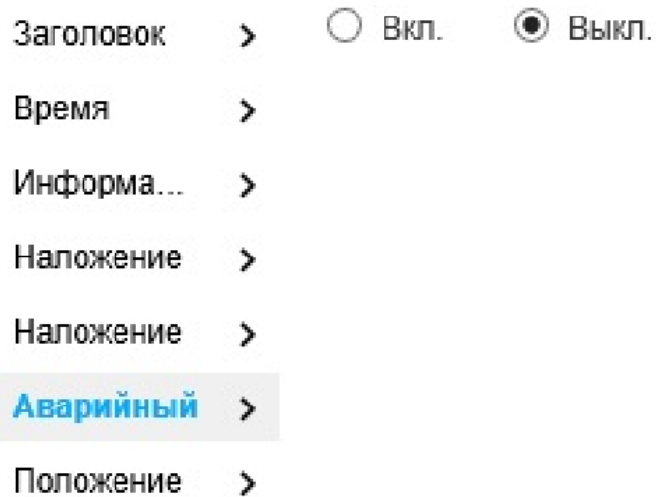 Заголовок
Вкл. Выкл.
Время
Информа...
Наложение
Наложение
Аварийный
Положение